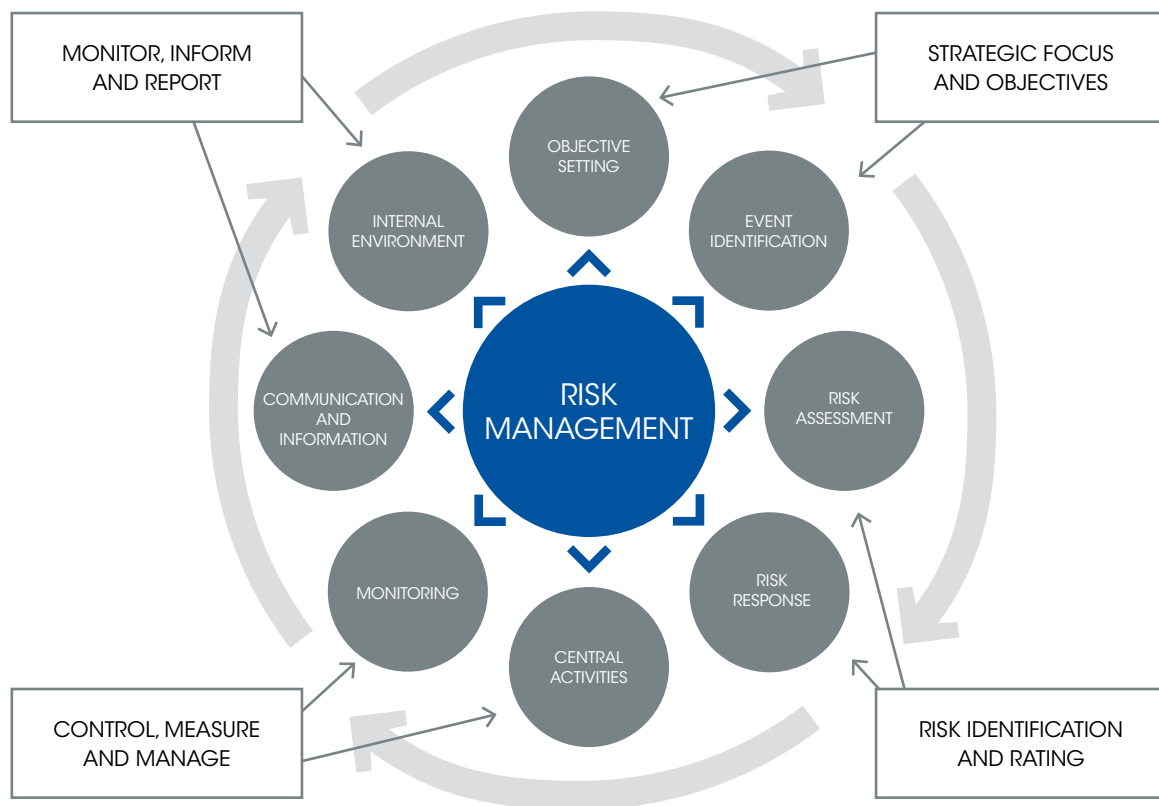 MONITOR, INFORM
AND REPORT
STRATEGIC FOCUS
AND OBJECTIVES
OBJECTIVE
SETTING
INTERNAL
ENVIRONMENT
EVENT
IDENTIFICATION
COMMUNICATION
AND
INFORMATION
RISK
MANAGEMENT
RISK
ASSESSMENT
MONITORING
RISK
RESPONSE
CENTRAL
ACTIVITIES
CONTROL, MEASURE
AND MANAGE
RISK IDENTIFICATION
AND RATING